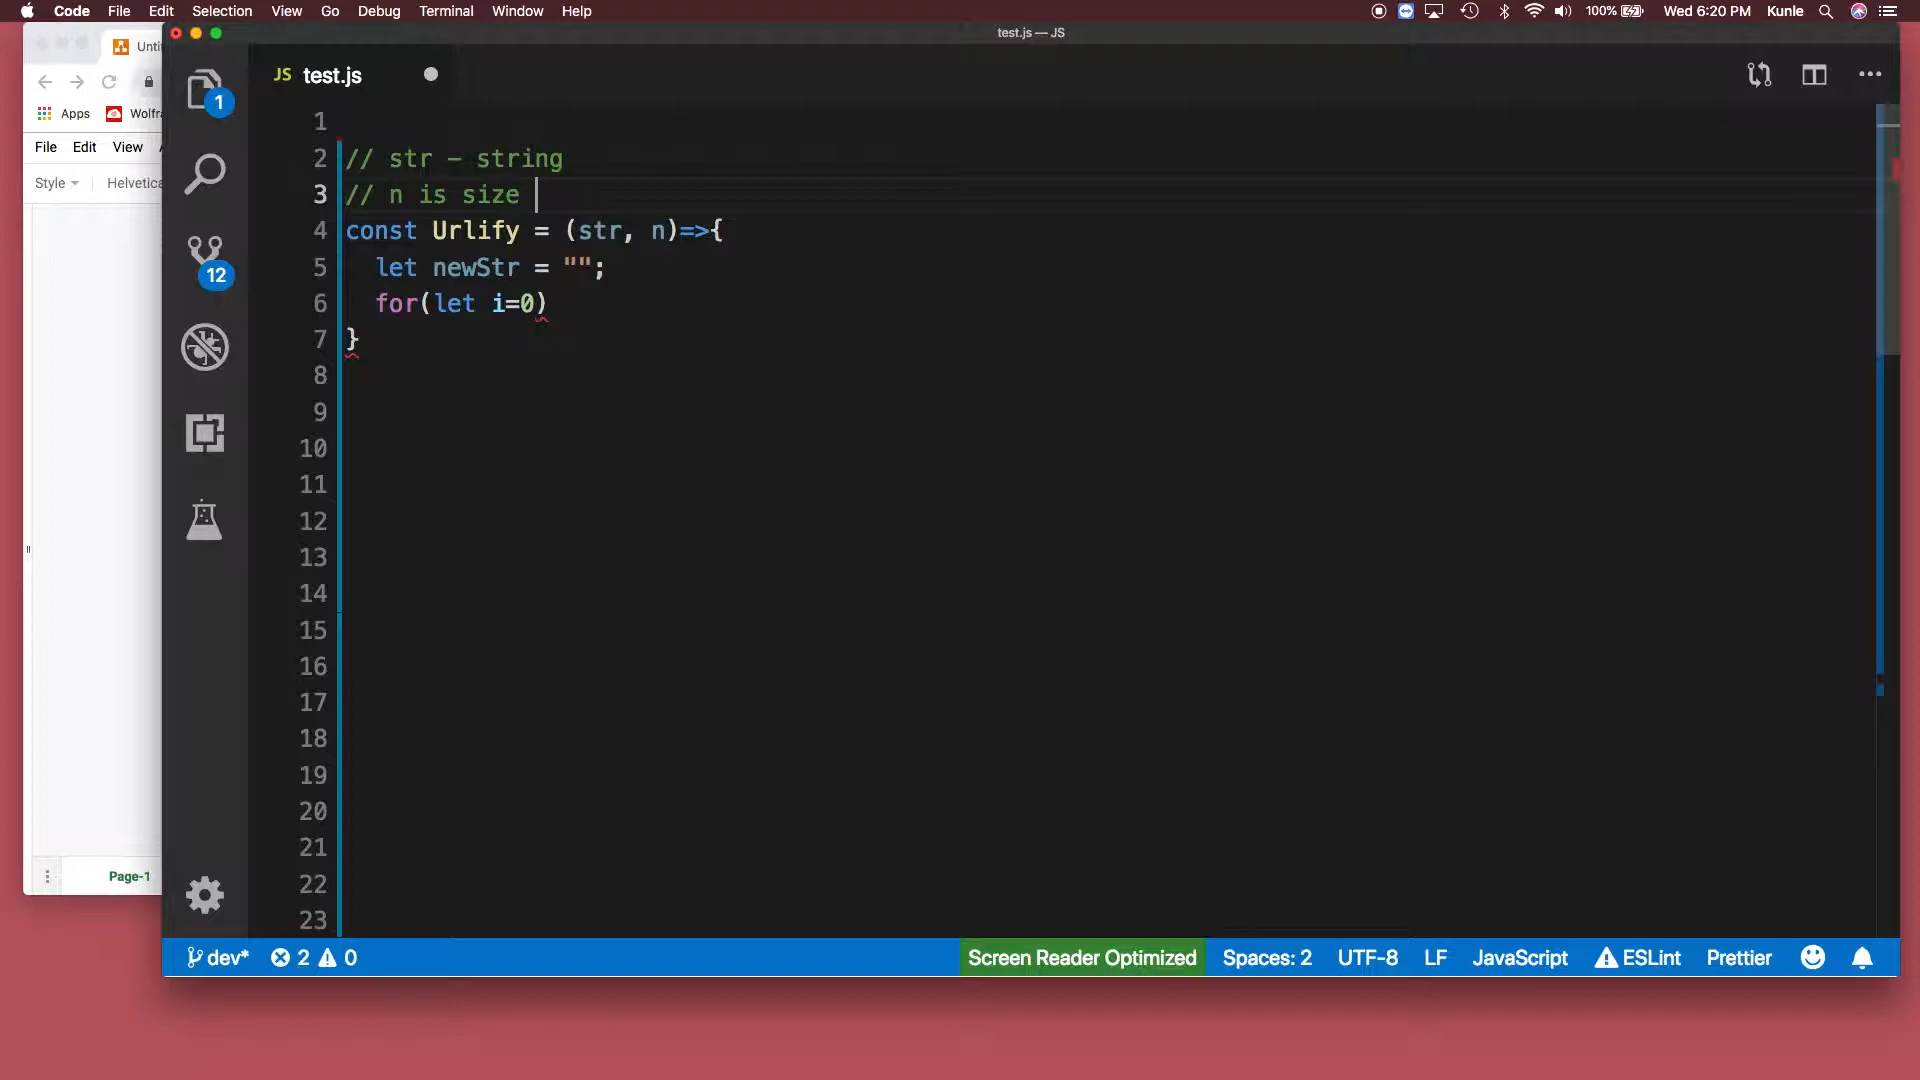 Code File Edit Selection View Go Debug Terminal Window Help 100% Wed 6:20 PM Kunle
test.js — JS
JS test.js
Apps
File Edit View
Style Helvetica
1
12
1
2 // str - string
3 // n is size
4 const Urlify = (str, n)=>{
5 let newStr = "";
6 for(let i=0)
7 }
8
9
10
11
12
13
14
15
16
17
18
19
20
21
22
23
Page-1
dev* 2 0 Screen Reader Optimized Spaces: 2 UTF-8 LF JavaScript ESLint Prettier